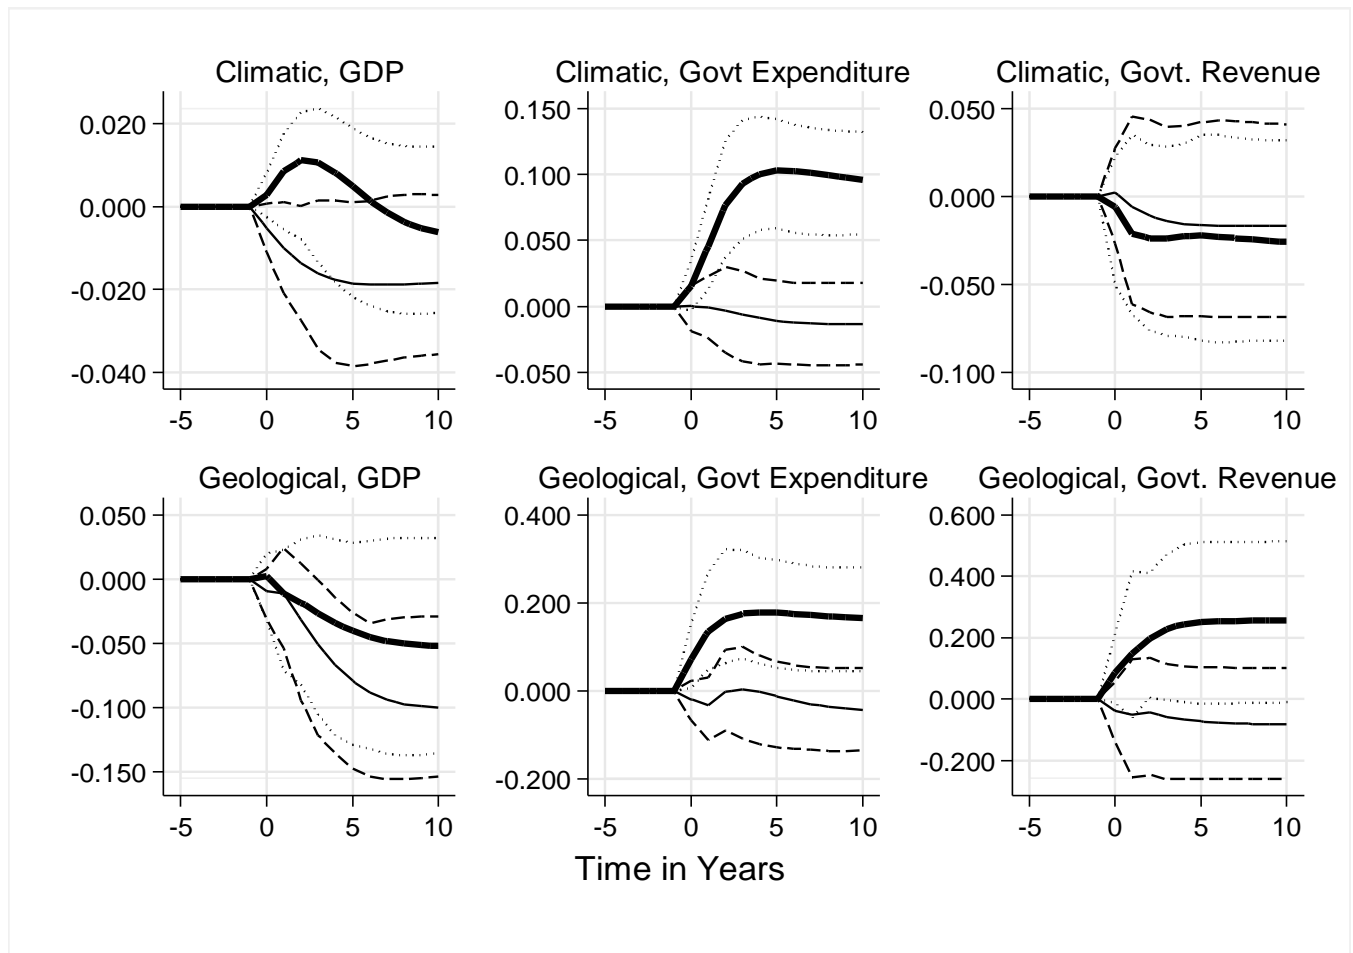 Climatic, GDP
0.020
0.000
-0.020
-0.040
-5 0 5 10
Climatic, Govt Expenditure
0.150
0.100
0.050
0.000
-0.050
-5 0 5 10
Climatic, Govt. Revenue
0.050
0.000
-0.050
-0.100
-5 0 5 10
Geological, GDP
0.050
0.000
-0.050
-0.100
-0.150
-5 0 5 10
Geological, Govt Expenditure
0.400
0.200
0.000
-0.200
-5 0 5 10
Geological, Govt. Revenue
0.600
0.400
0.200
0.000
-0.200
-5 0 5 10
Time in Years